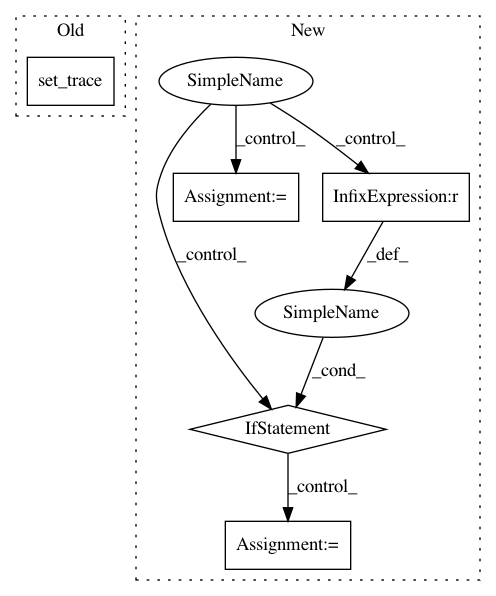 Old
New
set_trace
SimpleName
_control_
_control_
Assignment:=
InfixExpression:r
_control_
_def_
SimpleName
_cond_
IfStatement
_control_
Assignment:=